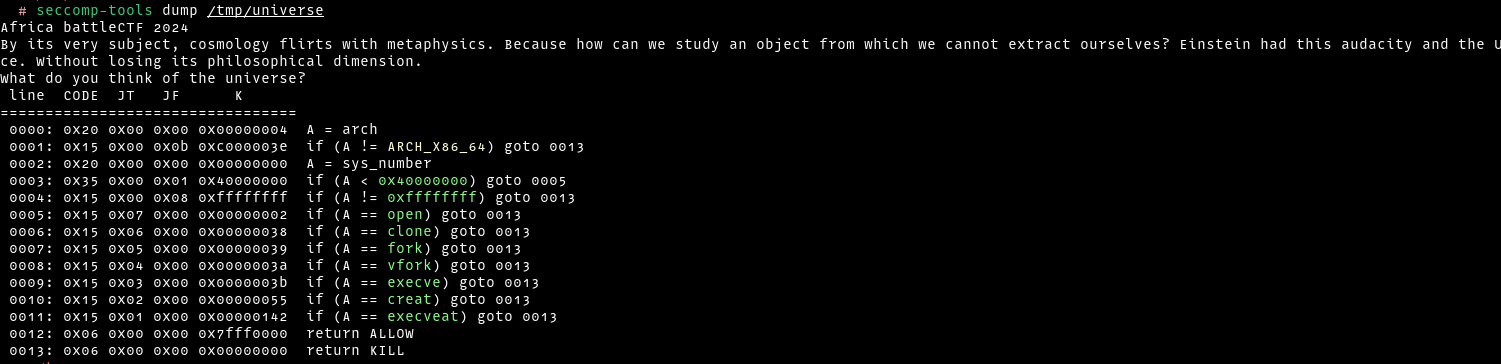 # seccomp-tools dump /tmp/universe
Africa battleCTF 2024
By its very subject, cosmology flirts with metaphysics. Because how can we study an object from which we cannot extract ourselves? Einstein had this audacity and the U
ce. Without losing its philosophical dimension.
What do you think of the universe?
 line  CODE  JT   JF      K
=================================
 0000: 0x20 0x00 0x00 0x00000004  A = arch
 0001: 0x15 0x00 0x0b 0xc000003e  if (A != ARCH_X86_64) goto 0013
 0002: 0x20 0x00 0x00 0x00000000  A = sys_number
 0003: 0x35 0x00 0x01 0x40000000  if (A < 0x40000000) goto 0005
 0004: 0x15 0x00 0x08 0xffffffff  if (A != 0xffffffff) goto 0013
 0005: 0x15 0x07 0x00 0x00000002  if (A == open) goto 0013
 0006: 0x15 0x06 0x00 0x00000038  if (A == clone) goto 0013
 0007: 0x15 0x05 0x00 0x00000039  if (A == fork) goto 0013
 0008: 0x15 0x04 0x00 0x0000003a  if (A == vfork) goto 0013
 0009: 0x15 0x03 0x00 0x0000003b  if (A == execve) goto 0013
 0010: 0x15 0x02 0x00 0x00000055  if (A == creat) goto 0013
 0011: 0x15 0x01 0x00 0x00000142  if (A == execveat) goto 0013
 0012: 0x06 0x00 0x00 0x7fff0000  return ALLOW
 0013: 0x06 0x00 0x00 0x00000000  return KILL